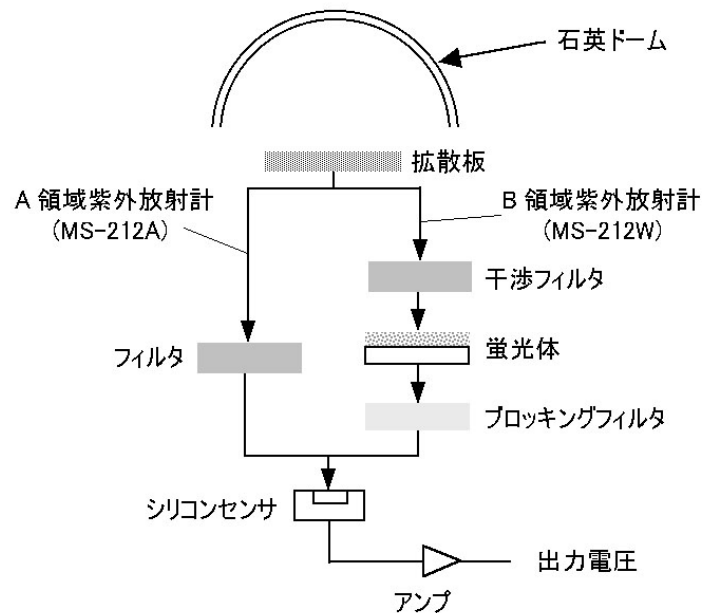 石英ドーム
拡散板
A 領域紫外放射計
(MS-212A)
B 領域紫外放射計
(MS-212W)
干渉フィルタ
フィルタ
蛍光体
ブロッキングフィルタ
シリコンセンサ
出力電圧
アンプ